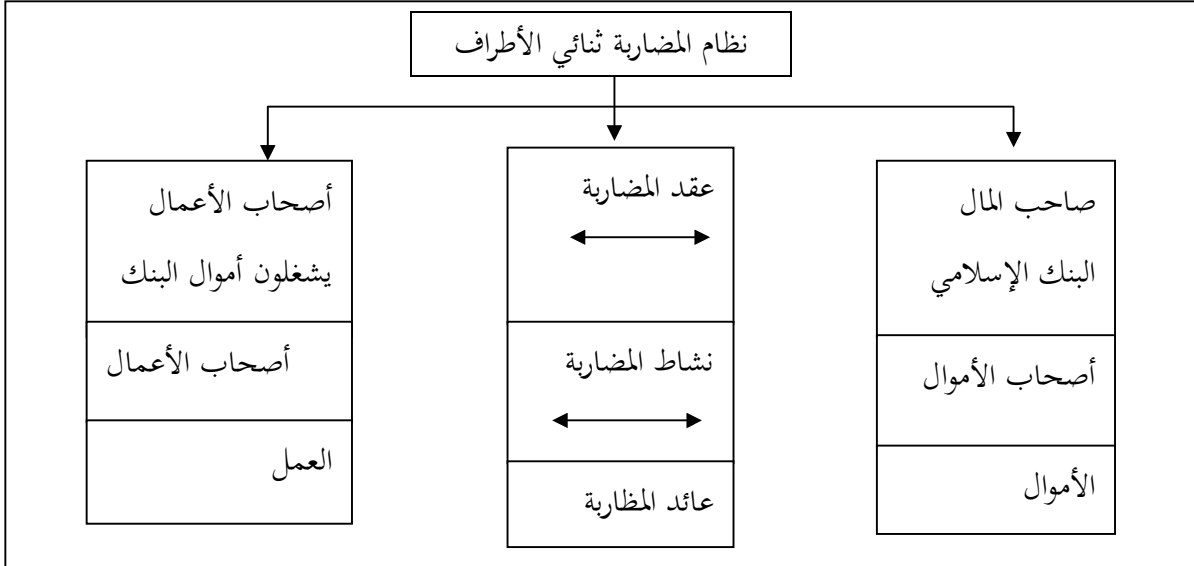 نظام المضاربة ثنائي الأطراف
صاحب المال
البنك الإسلامي
أصحاب الأموال
الأموال
عقد المضاربة
نشاط المضاربة
عائد المظاربة
أصحاب الأعمال
يشغلون أموال البنك
أصحاب الأعمال
العمل